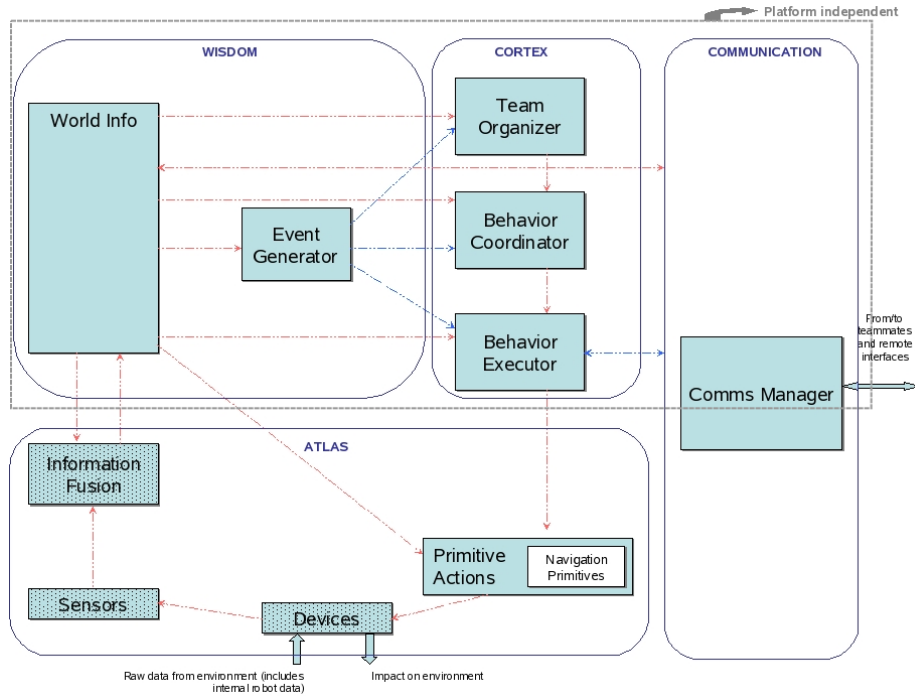 Platform independent
WISDOM
CORTEX
COMMUNICATION
World Info
Team
Organizer
Event
Generator
Behavior
Coordinator
Behavior
Executor
From/to
teammates
and remote
interfaces
Comms Manager
ATLAS
Information
Fusion
Primitive
Actions
Navigation
Primitives
Sensors
Devices
Raw data from environment (includes
internal robot data)
Impact on environment